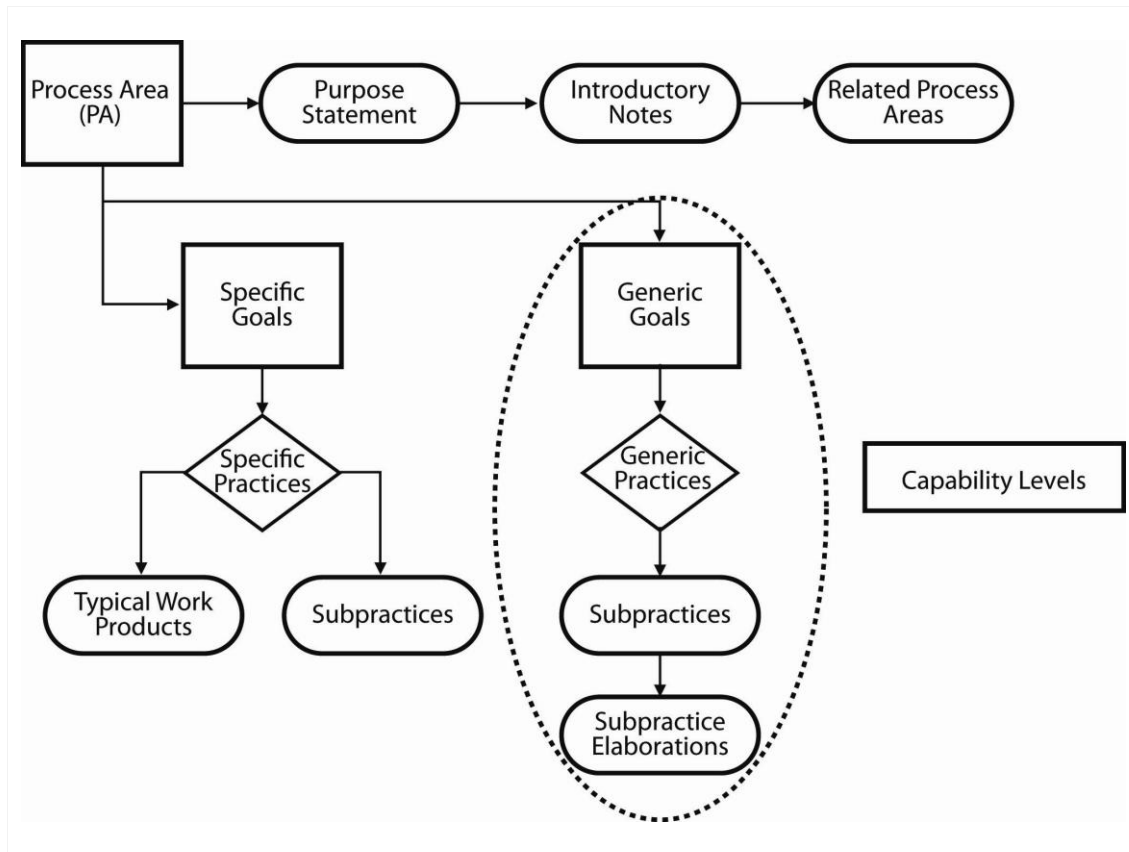 Process Area
(PA)
Purpose
Statement
Introductory
Notes
Related Process
Areas
Specific
Goals
Generic
Goals
Specific
Practices
Generic
Practices
Capability Levels
Typical Work
Products
Subpractices
Subpractices
Subpractice
Elaborations